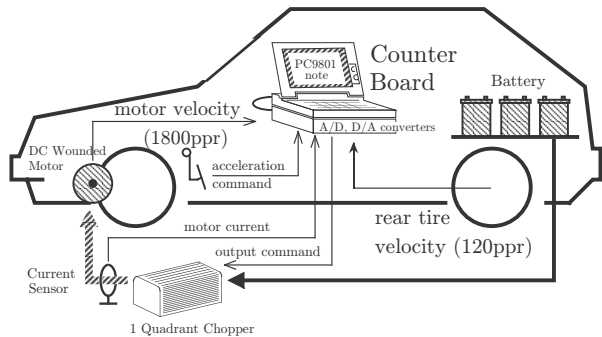 PC9801
note
Counter
Board
Battery
motor velocity
(1800ppr)
A/D, D/A converters
DC Wounded
Motor
acceleration
command
rear tire
velocity (120ppr)
motor current
output command
Current
Sensor
1 Quadrant Chopper